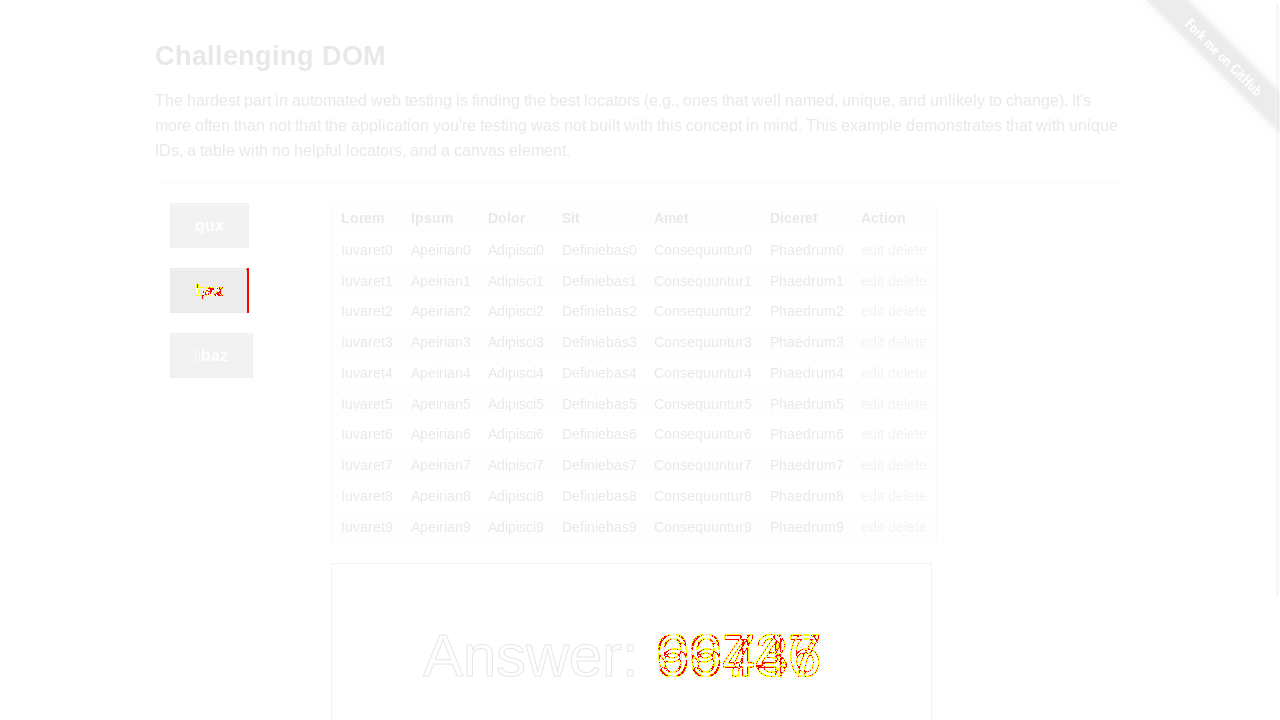 Fork me on GitHub
Challenging DOM
The hardest part in automated web testing is finding the best locators (e.g., ones that well named, unique, and unlikely to change). It's
more often than not that the application you're testing was not built with this concept in mind. This example demonstrates that with unique
IDs, a table with no helpful locators, and a canvas element.
qux
baz
Lorem Ipsum Dolor Sit Amet Diceret Action
Iuvaret0 Apeirian0 Adipisci0 Definiebas0 Consequuntur0 Phaedrum0 edit delete
Iuvaret1 Apeirian1 Adipisci1 Definiebas1 Consequuntur1 Phaedrum1 edit delete
Iuvaret2 Apeirian2 Adipisci2 Definiebas2 Consequuntur2 Phaedrum2 edit delete
Iuvaret3 Apeirian3 Adipisci3 Definiebas3 Consequuntur3 Phaedrum3 edit delete
Iuvaret4 Apeirian4 Adipisci4 Definiebas4 Consequuntur4 Phaedrum4 edit delete
Iuvaret5 Apeirian5 Adipisci5 Definiebas5 Consequuntur5 Phaedrum5 edit delete
Iuvaret6 Apeirian6 Adipisci6 Definiebas6 Consequuntur6 Phaedrum6 edit delete
Iuvaret7 Apeirian7 Adipisci7 Definiebas7 Consequuntur7 Phaedrum7 edit delete
Iuvaret8 Apeirian8 Adipisci8 Definiebas8 Consequuntur8 Phaedrum8 edit delete
Iuvaret9 Apeirian9 Adipisci9 Definiebas9 Consequuntur9 Phaedrum9 edit delete
Answer: